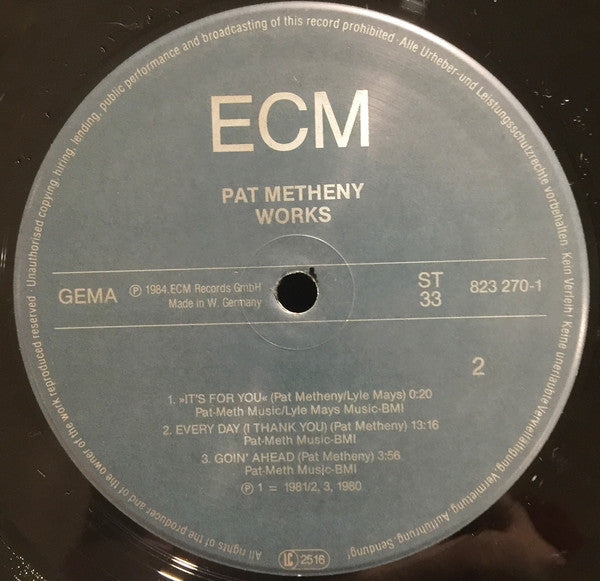 ECM
PAT METHENY
WORKS
GEMA
Ⓟ 1984 ECM Records GmbH
Made in W. Germany
ST
33
823 270-1
2
1. »IT'S FOR YOU« (Pat Metheny/Lyle Mays) 0:20
Pat-Meth Music/Lyle Mays Music-BMI
2. EVERY DAY (I THANK YOU) (Pat Metheny) 13:16
Pat-Meth Music-BMI
3. GOIN' AHEAD (Pat Metheny) 3:56
Pat-Meth Music-BMI
Ⓟ 1 = 1981/2, 3, 1980
All rights of the producer and of the owner of the work reproduced reserved · Unauthorised copying, hiring, lending, public performance and broadcasting of this record prohibited · Alle Urheber- und Leistungsschutzrechte vorbehalten · Kein Verleih! Keine unerlaubte Vervielfältigung, Vermietung, Aufführung, Sendung!
LC 2516